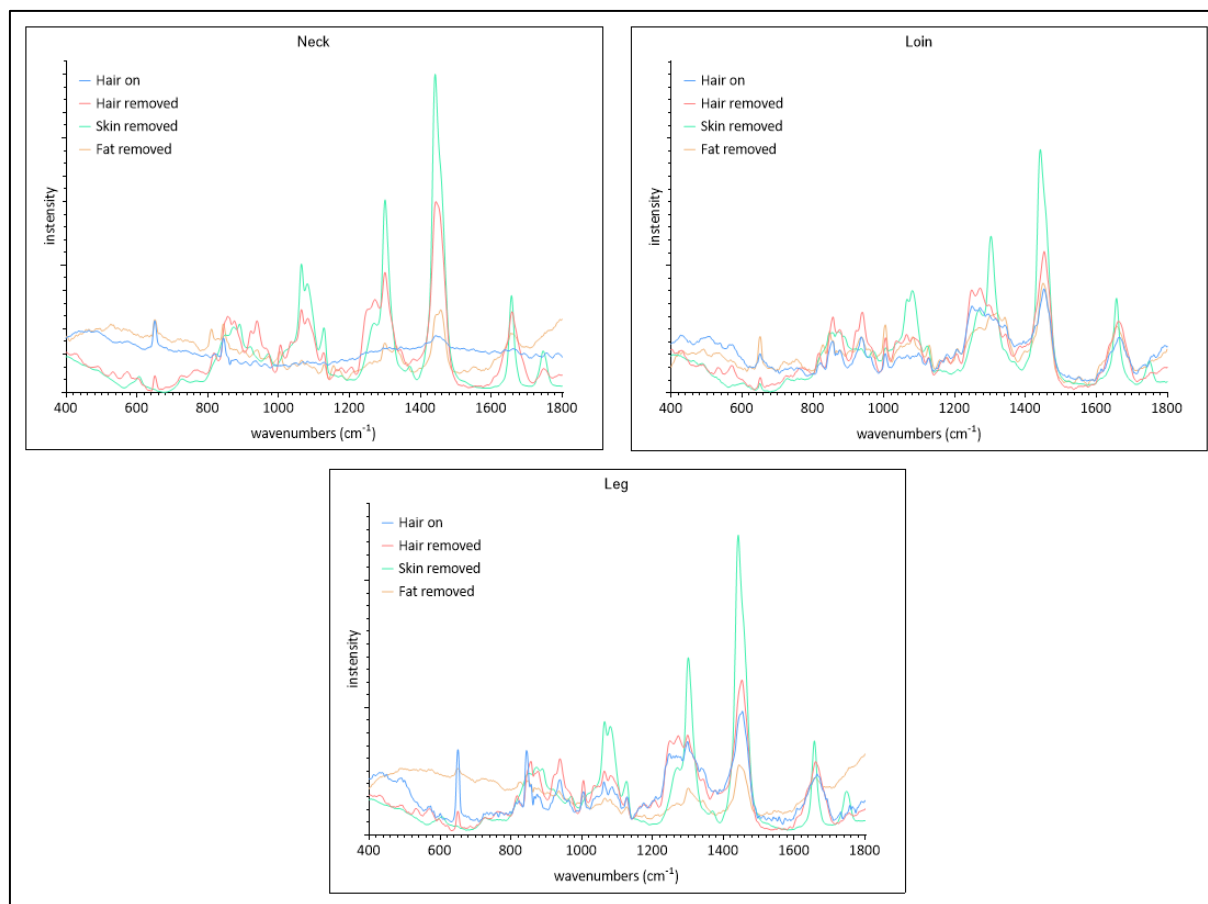 Neck
Hair on
Hair removed
Skin removed
Fat removed
instensity
400 600 800 1000 1200 1400 1600 1800
wavenumbers (cm⁻¹)
Loin
Hair on
Hair removed
Skin removed
Fat removed
instensity
400 600 800 1000 1200 1400 1600 1800
wavenumbers (cm⁻¹)
Leg
Hair on
Hair removed
Skin removed
Fat removed
instensity
400 600 800 1000 1200 1400 1600 1800
wavenumbers (cm⁻¹)